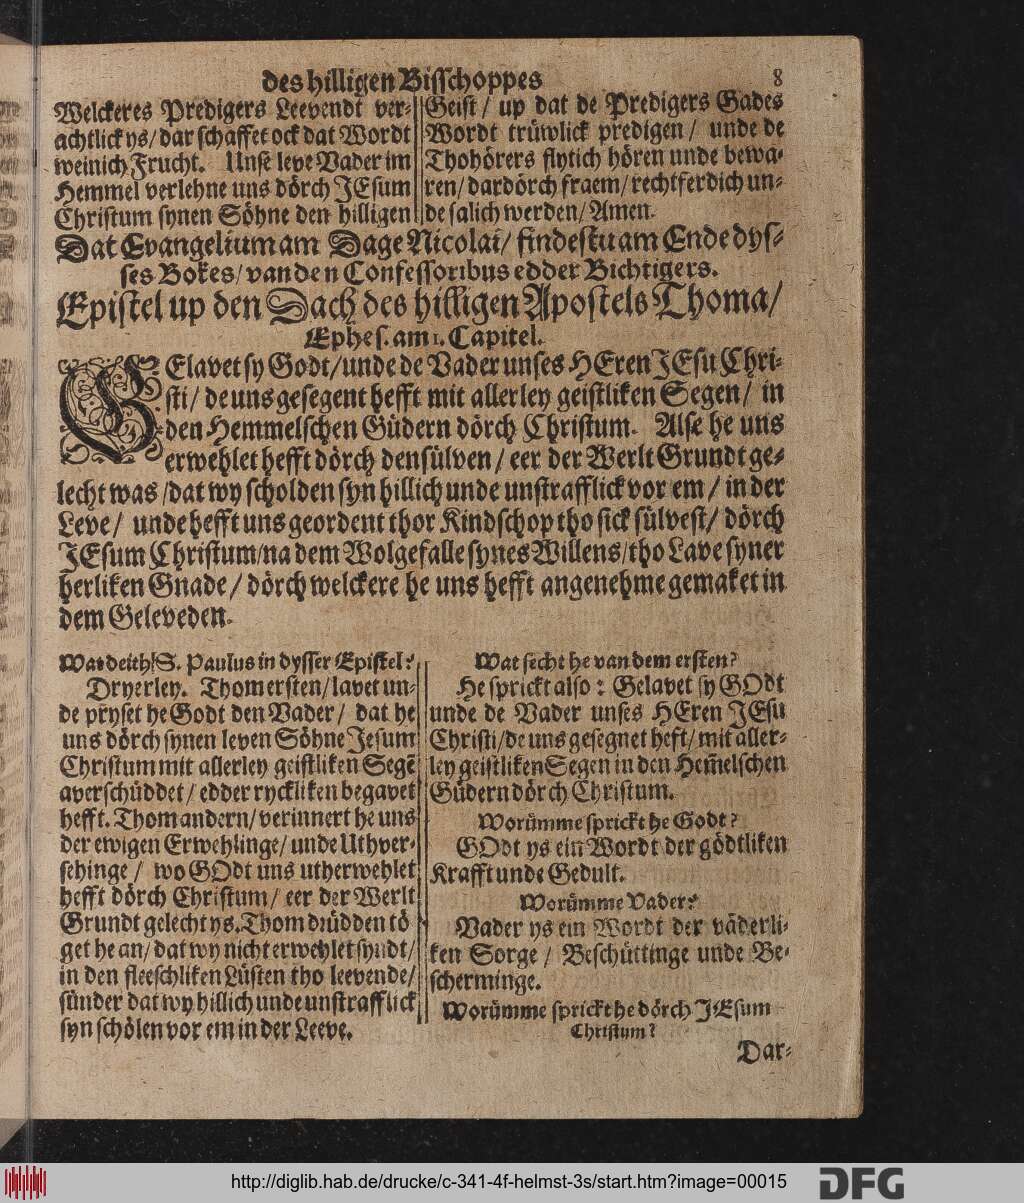 des hilligen Bisschoppes 8
Welckeres Predigers Leevendt ver-
achtlick ys/ dar schaffet ock dat Wordt
weinich Frucht. Unse leve Vader im
Hemmel verlehne uns dörch JEsum
Christum synen Söhne den hilligen
Geist/ up dat de Predigers Gades
Wordt trüwlick predigen/ unde de
Thohörers flytich hören unde bewa-
ren/ dardörch fraem/ rechtferdich un-
de salich werden/ Amen.
Dat Evangelium am Dage Nicolai/ findestu am Ende dys-
ses Bokes/ van den Confessoribus edder Bichtigers.
Epistel up den Dach des hilligen Apostels Thoma/
Ephes. am 1. Capitel.
GElavet sy Godt/ unde de Vader unses HEren JEsu Chri-
sti/ de uns gesegent hefft mit allerley geistliken Segen/ in
den Hemmelschen Güdern dörch Christum. Alse he uns
erwehlet hefft dörch densülven/ eer der Werlt Grundt ge-
lecht was/ dat wy scholden syn hillich unde unstrafflick vor em/ in der
Leve/ unde hefft uns geordent thor Kindschop tho sick sülvest/ dörch
JEsum Christum/ na dem Wolgefalle synes Willens/ tho Lave syner
herliken Gnade/ dörch welckere he uns hefft angenehme gemaket in
dem Geleveden.
Wat deith S. Paulus in dysser Epistel?
Dryerley. Thom ersten/ lavet un-
de pryset he Godt den Vader/ dat he
uns dörch synen leven Söhne Jesum
Christum mit allerley geistliken Segē
averschüddet/ edder ryckliken begavet
hefft. Thom andern/ verinnert he uns
der ewigen Erwehlinge/ unde Uthver-
sehinge/ wo GOdt uns utherwehlet
hefft dörch Christum/ eer der Werlt
Grundt gelecht ys. Thom drüdden tö
get he an/ dat wy nicht erwehlet syndt/
in den fleeschliken Lüsten tho leevende/
sünder dat wy hillich unde unstrafflick
syn schölen vor em in der Leeve.
Wat secht he van dem ersten?
He sprickt also: Gelavet sy GOdt
unde de Vader unses HEren JEsu
Christi/ de uns gesegnet heft/ mit aller-
ley geistliken Segen in den Hem̄elschen
Güdern dörch Christum.
Worümme sprickt he Godt?
GOdt ys ein Wordt der gödtliken
Krafft unde Gedult.
Worümme Vader?
Vader ys ein Wordt der väderli-
ken Sorge/ Beschüttinge unde Be-
scherminge.
Worümme sprickt he dörch JEsum
Christum?
Dar-
http://diglib.hab.de/drucke/c-341-4f-helmst-3s/start.htm?image=00015
DFG